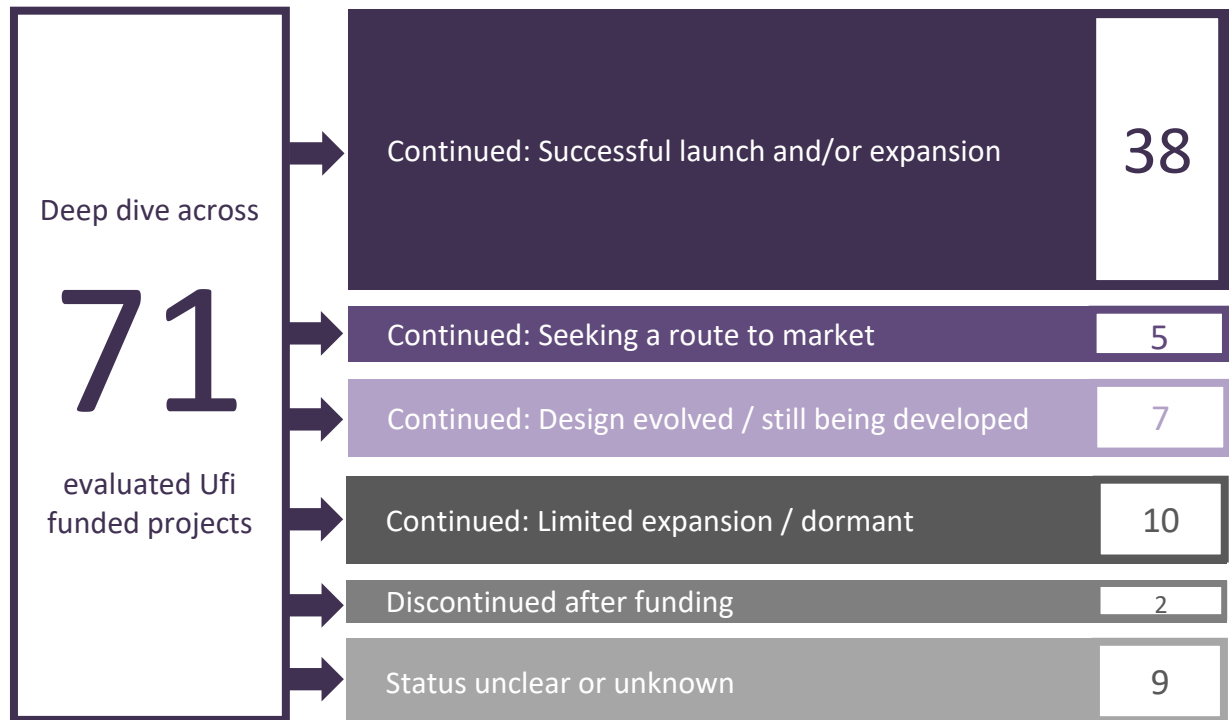 Deep dive across
71
evaluated Ufi
funded projects
Continued: Successful launch and/or expansion
38
Continued: Seeking a route to market
5
Continued: Design evolved / still being developed
7
Continued: Limited expansion / dormant
10
Discontinued after funding
2
Status unclear or unknown
9